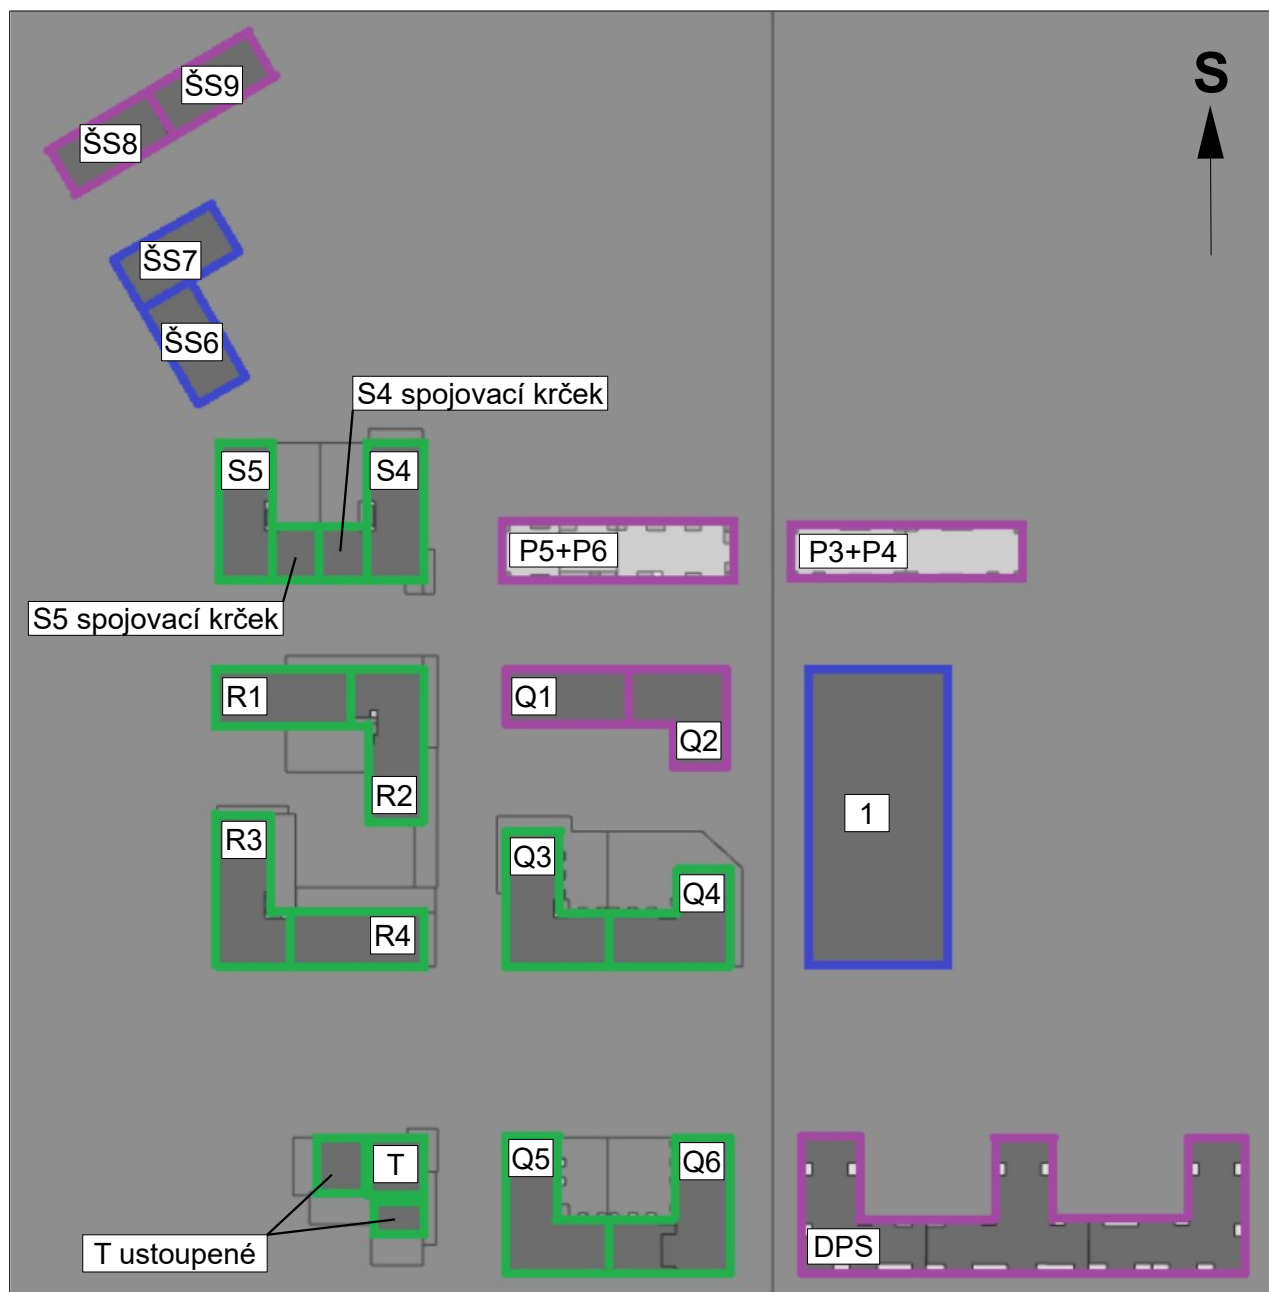 S
ŠS9
ŠS8
ŠS7
ŠS6
S4 spojovací krček
S5
S4
P5+P6
P3+P4
S5 spojovací krček
R1
Q1
Q2
R2
1
R3
Q3
Q4
R4
T
Q5
Q6
T ustoupené
DPS